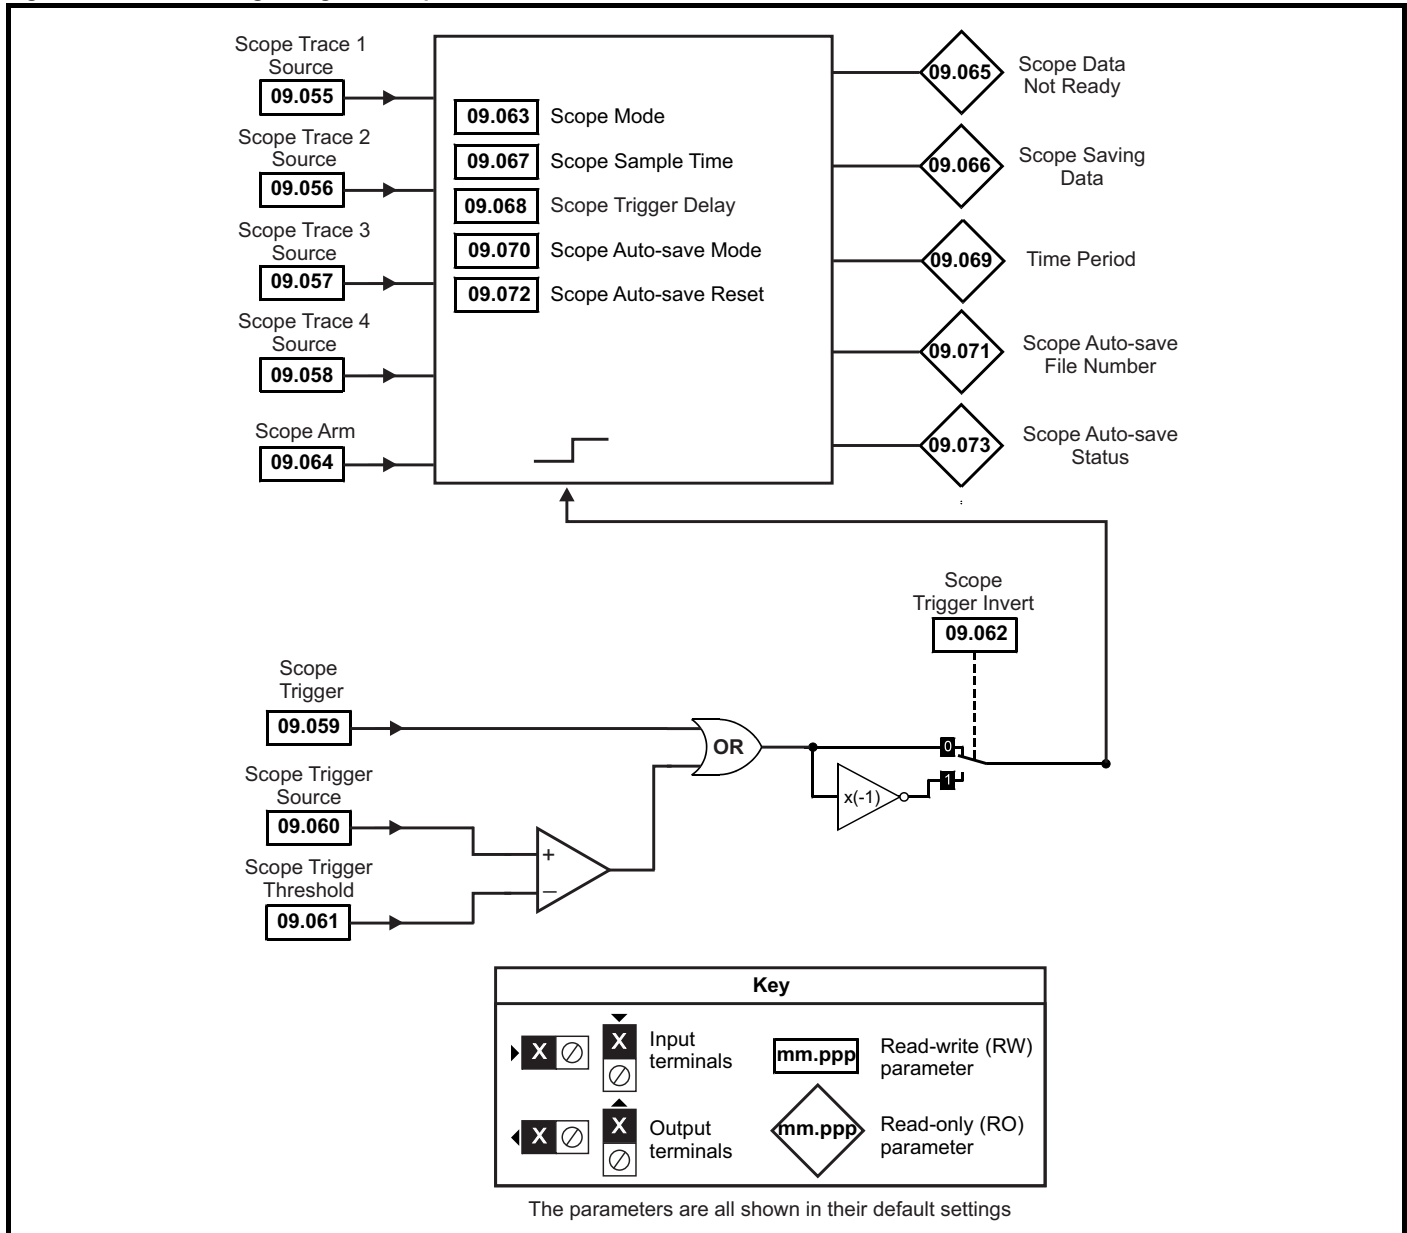 Scope Trace 1
Source
09.055
Scope Trace 2
Source
09.056
Scope Trace 3
Source
09.057
Scope Trace 4
Source
09.058
Scope Arm
09.064
09.063 Scope Mode
09.067 Scope Sample Time
09.068 Scope Trigger Delay
09.070 Scope Auto-save Mode
09.072 Scope Auto-save Reset
09.065
Scope Data
Not Ready
09.066
Scope Saving
Data
09.069
Time Period
09.071
Scope Auto-save
File Number
09.073
Scope Auto-save
Status
Scope
Trigger Invert
09.062
Scope
Trigger
09.059
Scope Trigger
Source
09.060
Scope Trigger
Threshold
09.061
+
−
OR
x(-1)
0
1
Key
X
X
Input
terminals
mm.ppp
Read-write (RW)
parameter
X
X
Output
terminals
mm.ppp
Read-only (RO)
parameter
The parameters are all shown in their default settings